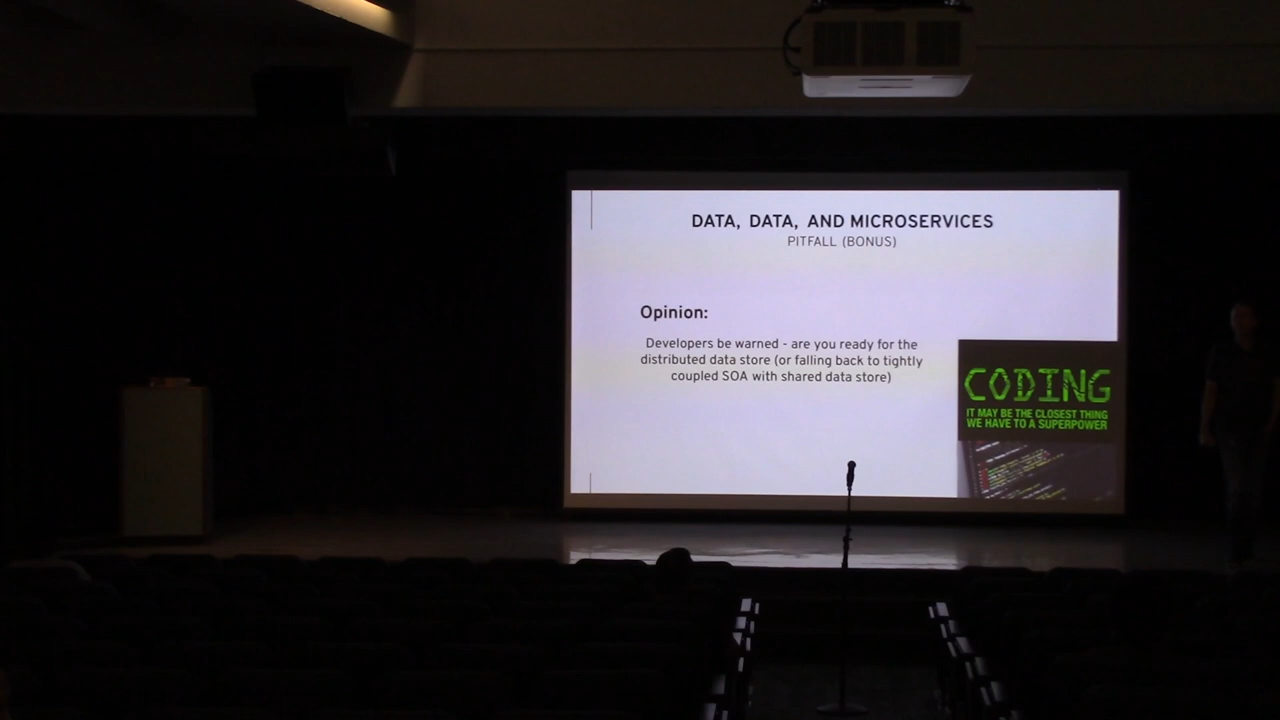 DATA, DATA, AND MICROSERVICES
PITFALL (BONUS)
Opinion:
Developers be warned - are you ready for the
distributed data store (or falling back to tightly
coupled SOA with shared data store)
CODING
IT MAY BE THE CLOSEST THING
WE HAVE TO A SUPERPOWER